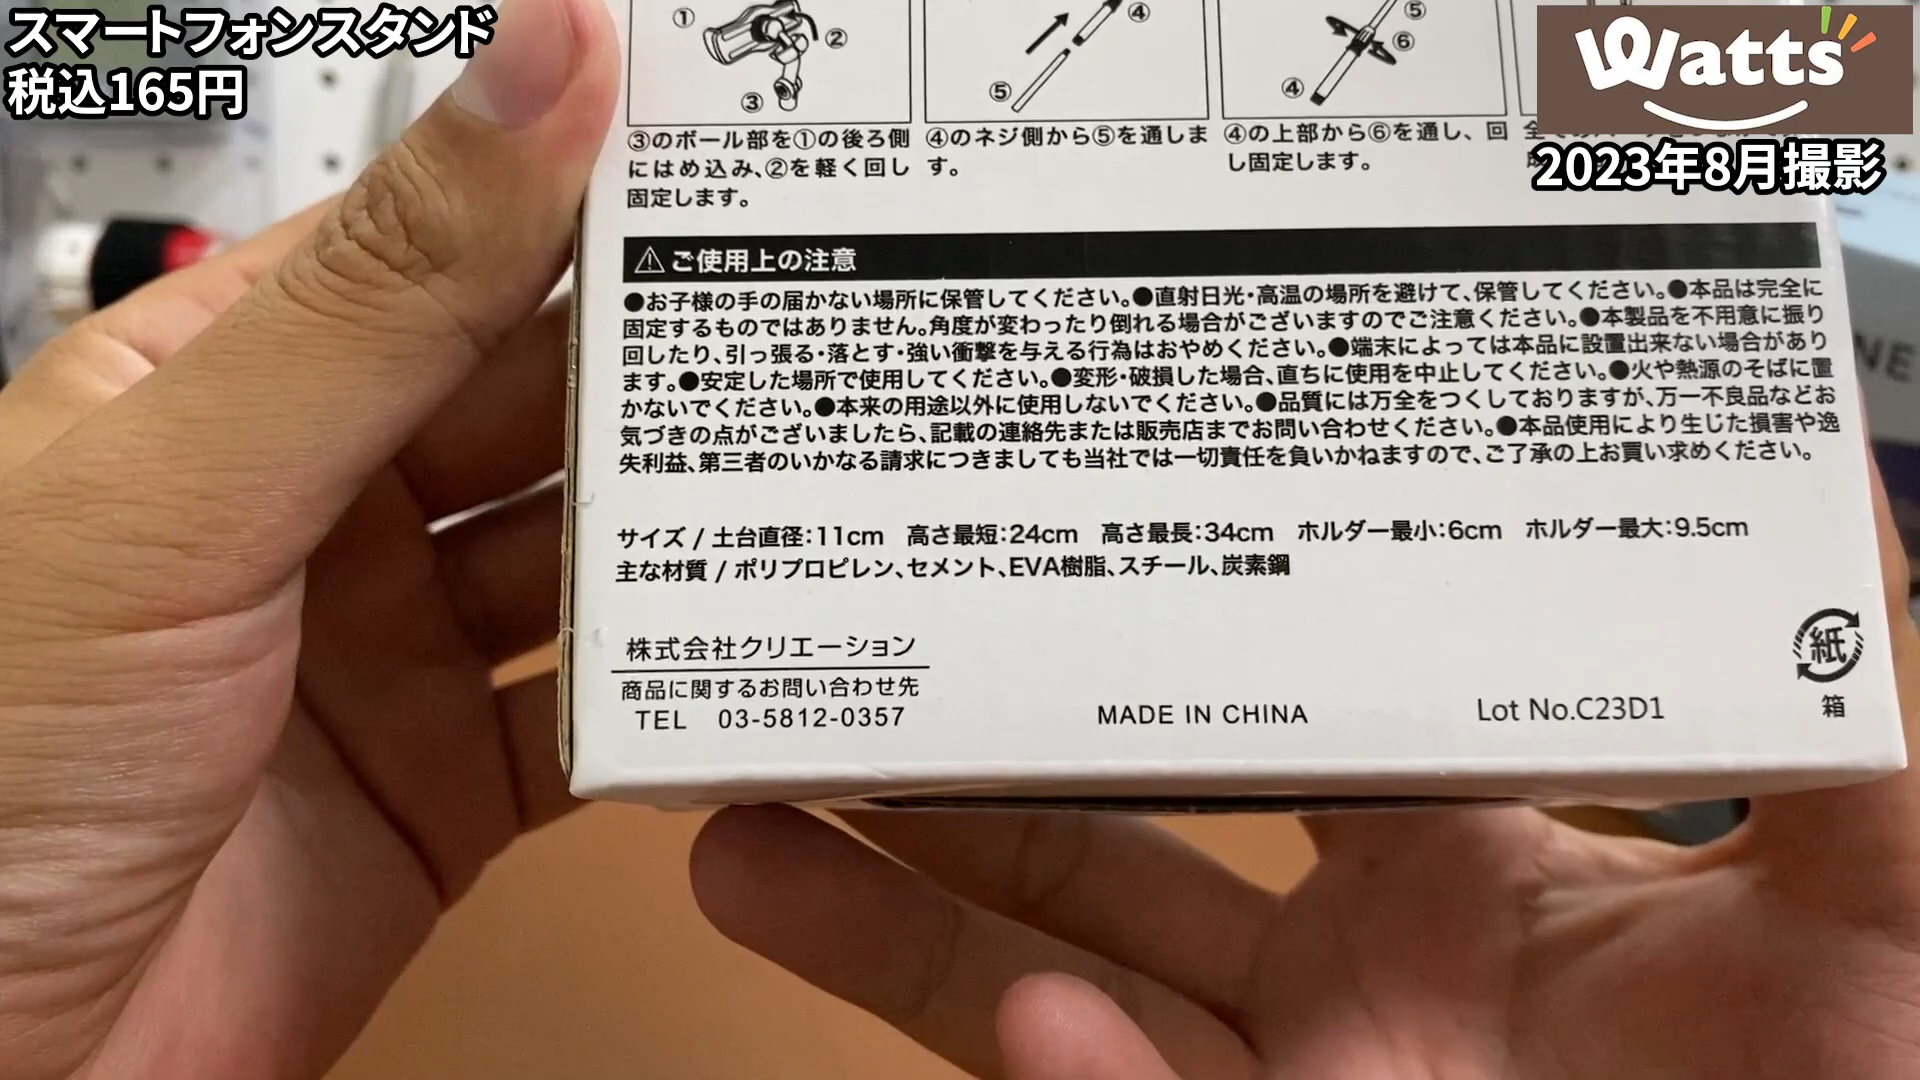 スマートフォンスタンド
税込165円
Watts
2023年8月撮影
① ② ③
④ ⑤
⑤ ⑥ ④
③のボール部を①の後ろ側
にはめ込み、②を軽く回し
固定します。
④のネジ側から⑤を通しま
す。
④の上部から⑥を通し、回
し固定します。
⚠ご使用上の注意
●お子様の手の届かない場所に保管してください。●直射日光・高温の場所を避けて、保管してください。●本品は完全に
固定するものではありません。角度が変わったり倒れる場合がございますのでご注意ください。●本製品を不用意に振り
回したり、引っ張る・落とす・強い衝撃を与える行為はおやめください。●端末によっては本品に設置出来ない場合があり
ます。●安定した場所で使用してください。●変形・破損した場合、直ちに使用を中止してください。●火や熱源のそばに置
かないでください。●本来の用途以外に使用しないでください。●品質には万全をつくしておりますが、万一不良品などお
気づきの点がございましたら、記載の連絡先または販売店までお問い合わせください。●本品使用により生じた損害や逸
失利益、第三者のいかなる請求につきましても当社では一切責任を負いかねますので、ご了承の上お買い求めください。
サイズ / 土台直径：11cm 高さ最短：24cm 高さ最長：34cm ホルダー最小：6cm ホルダー最大：9.5cm
主な材質 / ポリプロピレン、セメント、EVA樹脂、スチール、炭素鋼
株式会社クリエーション
商品に関するお問い合わせ先
TEL 03-5812-0357
MADE IN CHINA
Lot No.C23D1
紙
箱